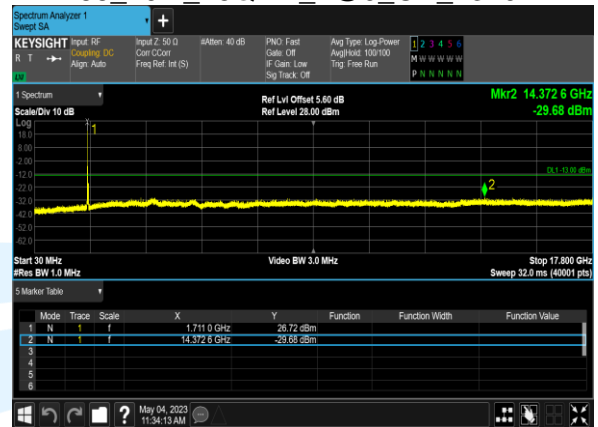 Spectrum Analyzer 1
Swept SA
KEYSIGHT
R T
LW
Input: RF
Coupling: DC
Align: Auto
Input Z: 50 Ω
Corr CCorr
Freq Ref: Int (S)
#Atten: 40 dB
PNO: Fast
Gate: Off
IF Gain: Low
Sig Track: Off
Avg Type: Log-Power
Avg|Hold: 100/100
Trig: Free Run
1 2 3 4 5 6
M W W W W W
P N N N N N
1 Spectrum
Scale/Div 10 dB
Ref Lvl Offset 5.60 dB
Ref Level 28.00 dBm
Mkr2 14.372 6 GHz
-29.68 dBm
Log
18.0
8.00
-2.00
-12.0
-22.0
-32.0
-42.0
-52.0
-62.0
1
DL1 -13.00 dBm
2
Start 30 MHz
#Res BW 1.0 MHz
Video BW 3.0 MHz
Stop 17.800 GHz
Sweep 32.0 ms (40001 pts)
5 Marker Table
Mode Trace Scale X Y Function Function Width Function Value
1 N 1 f 1.711 0 GHz 26.72 dBm
2 N 1 f 14.372 6 GHz -29.68 dBm
3
4
5
6
?
May 04, 2023
11:34:13 AM